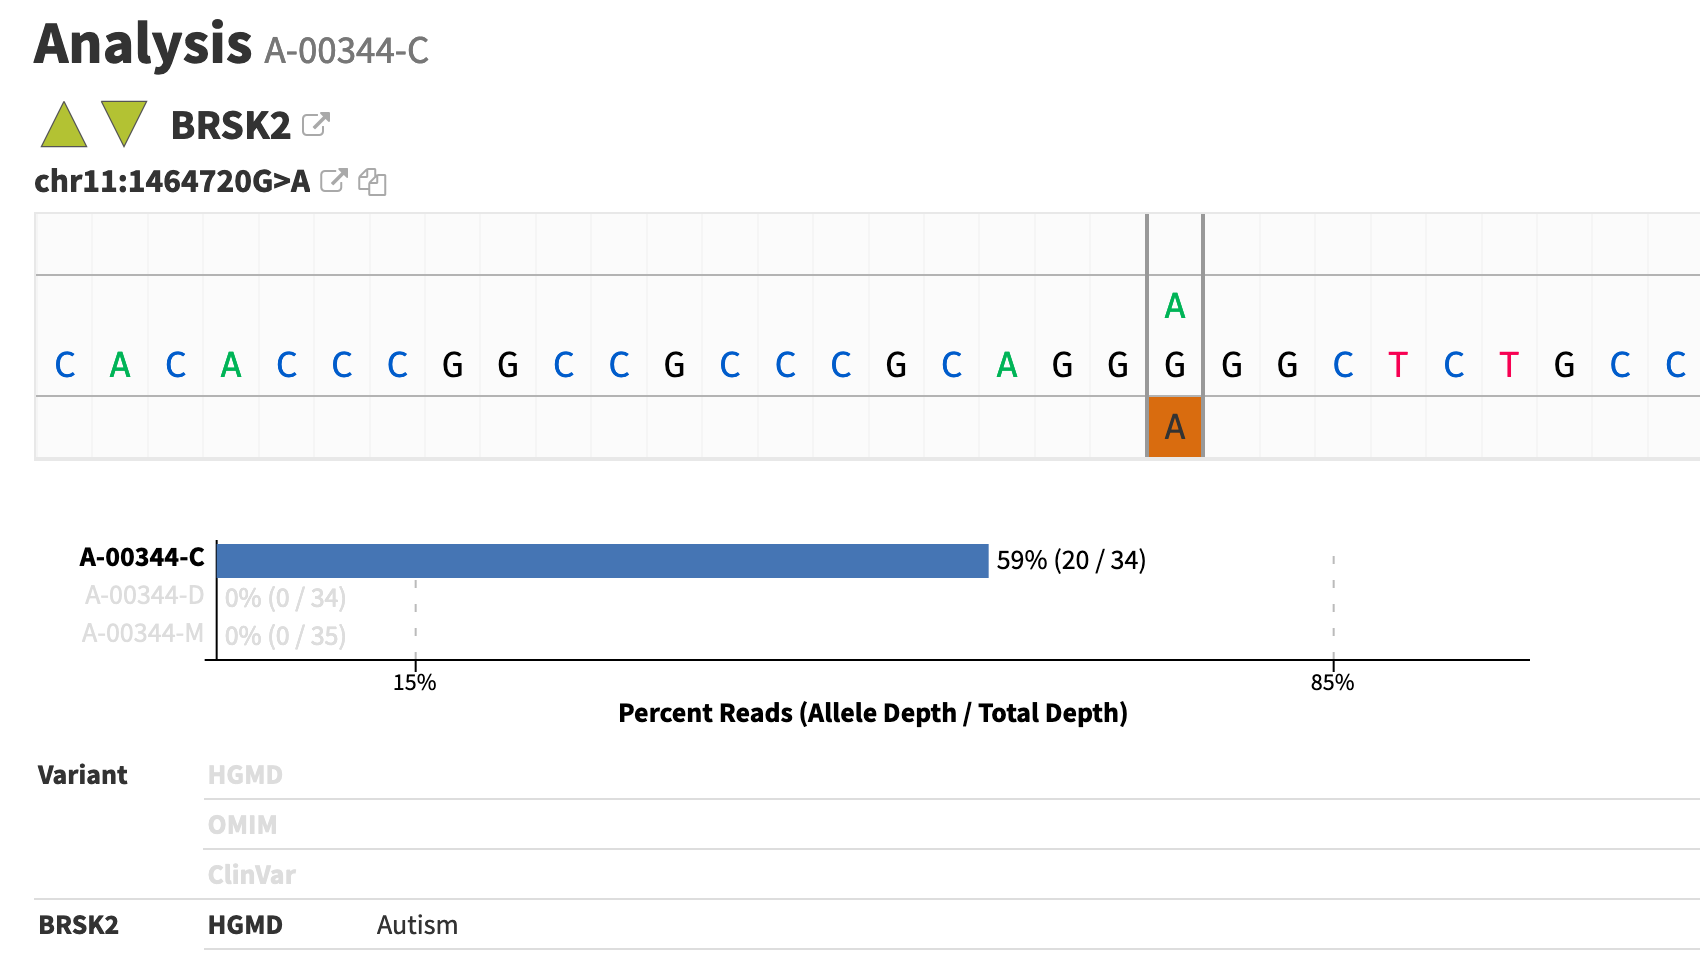 Analysis A-00344-C
BRSK2
chr11:1464720G>A
A
C A C A C C C G G C C G C C C G C A G G G G G C T C T G C C
A
A-00344-C 59% (20 / 34)
A-00344-D 0% (0 / 34)
A-00344-M 0% (0 / 35)
15% 85%
Percent Reads (Allele Depth / Total Depth)
Variant HGMD
OMIM
ClinVar
BRSK2 HGMD Autism